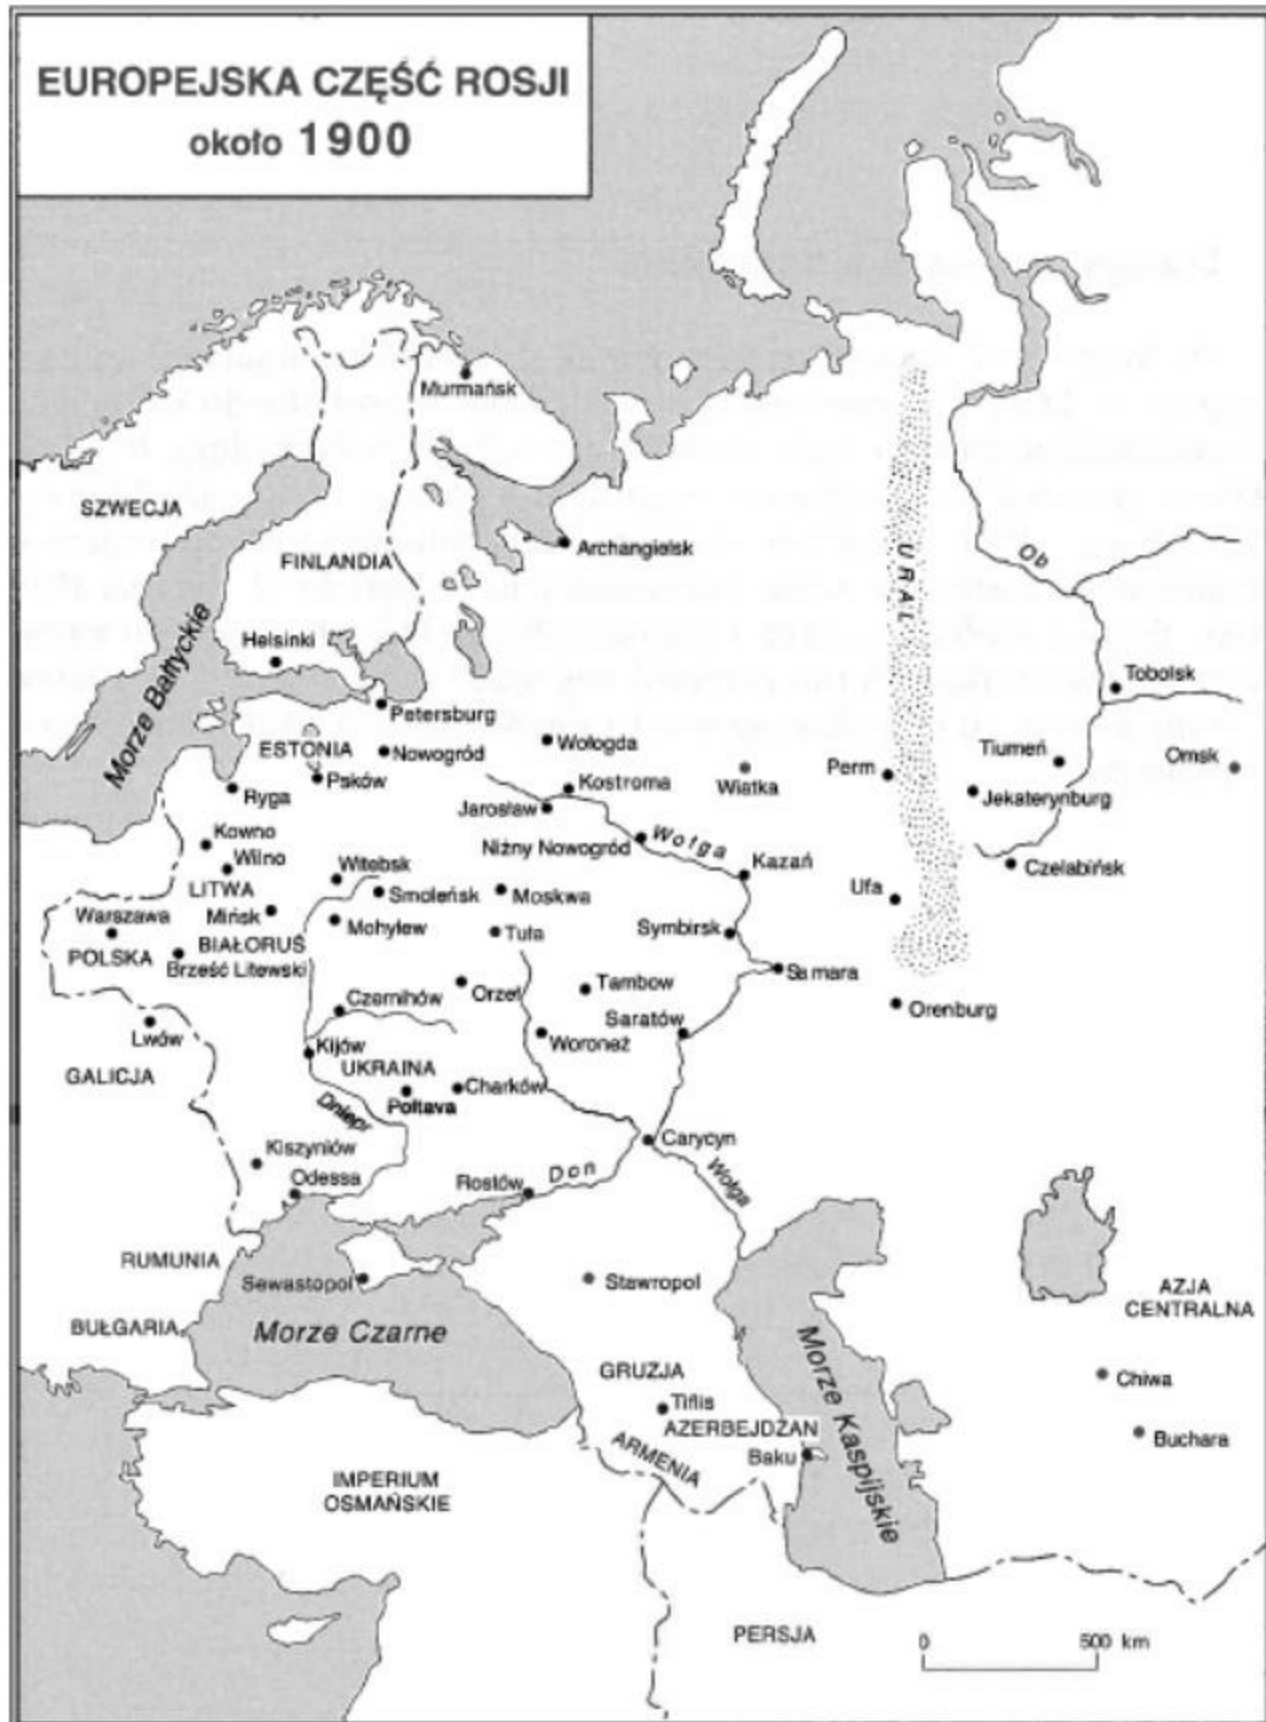 EUROPEJSKA CZĘŚĆ ROSJI
około 1900
Murmańsk
SZWECJA
Archangielsk
FINLANDIA
URAL
Ob
Morze Bałtyckie
Helsinki
Tobolsk
Petersburg
ESTONIA
Nowogród
Wołogda
Tiumeń
Omsk
Psków
Perm
Wiatka
Kostroma
Ryga
Jekaterynburg
Jarosław
Kowno
Niżny Nowogród
Wołga
Wilno
Witebsk
Kazań
Czelabińsk
LITWA
Smoleńsk
Moskwa
Ufa
Warszawa
Mińsk
Mohylew
Tuła
Symbirsk
BIAŁORUŚ
POLSKA
Brześć Litewski
Samara
Tambow
Orzeł
Czernihów
Orenburg
Saratów
Lwów
Woroneż
Kijów
UKRAINA
GALICJA
Charków
Połtava
Dniepr
Kiszyniów
Carycyn
Wołga
Odessa
Rostów
Don
RUMUNIA
Sewastopol
Stawropol
AZJA
CENTRALNA
BUŁGARIA
Morze Czarne
Morze Kaspijskie
GRUZJA
Chiwa
Tiflis
AZERBEJDŻAN
Buchara
ARMENIA
Baku
IMPERIUM
OSMAŃSKIE
PERSJA
0 500 km